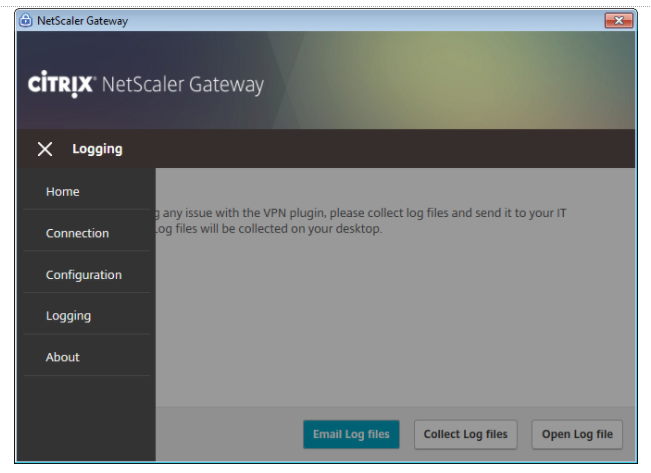 NetScaler Gateway
CİTRIX® NetScaler Gateway
Logging
Home
any issue with the VPN plugin, please collect log files and send it to your IT
Log files will be collected on your desktop.
Connection
Configuration
Logging
About
Email Log files
Collect Log files
Open Log file